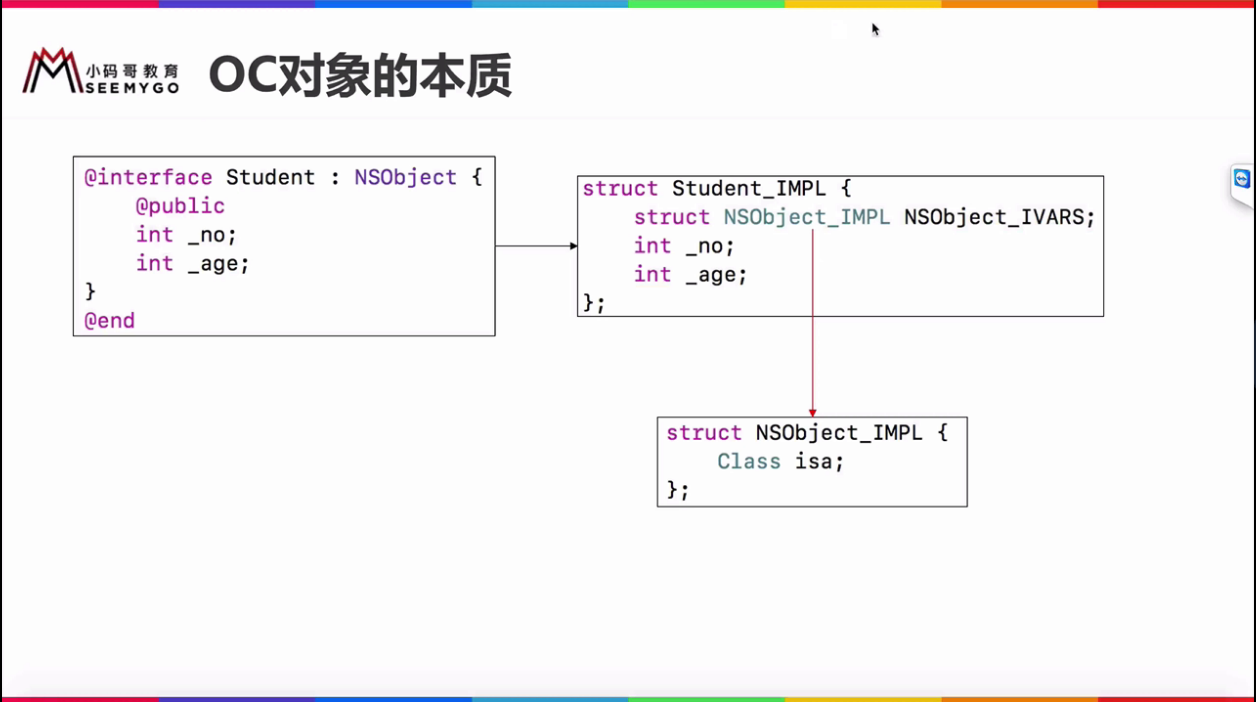 小码哥教育
SEEMYGO
OC对象的本质
@interface Student : NSObject {
@public
int _no;
int _age;
}
@end
struct Student_IMPL {
struct NSObject_IMPL NSObject_IVARS;
int _no;
int _age;
};
struct NSObject_IMPL {
Class isa;
};